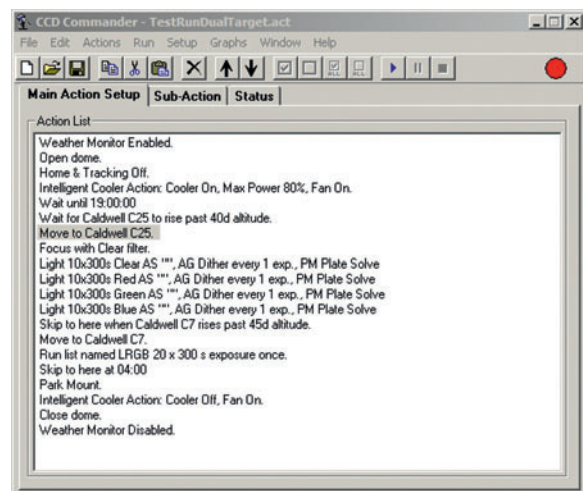 CCD Commander - TestRunDualTarget.act
File Edit Actions Run Setup Graphs Window Help
ALL ALL
Main Action Setup Sub-Action Status
Action List
Weather Monitor Enabled.
Open dome.
Home & Tracking Off.
Intelligent Cooler Action: Cooler On, Max Power 80%, Fan On.
Wait until 19:00:00
Wait for Caldwell C25 to rise past 40d altitude.
Move to Caldwell C25.
Focus with Clear filter.
Light 10x300s Clear AS "", AG Dither every 1 exp., PM Plate Solve
Light 10x300s Red AS "", AG Dither every 1 exp., PM Plate Solve
Light 10x300s Green AS "", AG Dither every 1 exp., PM Plate Solve
Light 10x300s Blue AS "", AG Dither every 1 exp., PM Plate Solve
Skip to here when Caldwell C7 rises past 45d altitude.
Move to Caldwell C7.
Run list named LRGB 20 x 300 s exposure once.
Skip to here at 04:00
Park Mount.
Intelligent Cooler Action: Cooler Off, Fan On.
Close dome.
Weather Monitor Disabled.